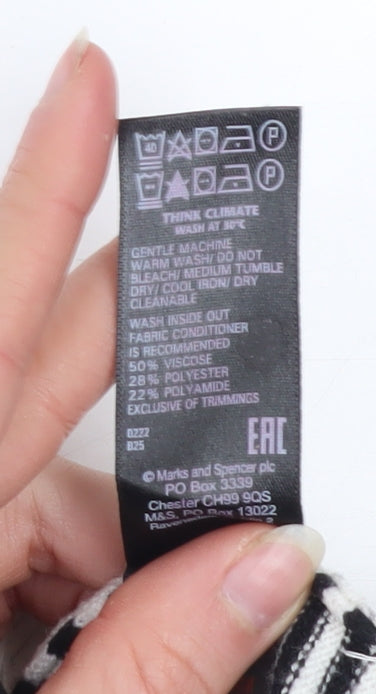 40 P
P
THINK CLIMATE
WASH AT 30°C
GENTLE MACHINE
WARM WASH/ DO NOT
BLEACH/ MEDIUM TUMBLE
DRY/ COOL IRON/ DRY
CLEANABLE
WASH INSIDE OUT
FABRIC CONDITIONER
IS RECOMMENDED
50% VISCOSE
28% POLYESTER
22% POLYAMIDE
EXCLUSIVE OF TRIMMINGS
0222
B25
EAC
© Marks and Spencer plc
PO Box 3339
Chester CH99 9QS
M&S, PO Box 13022
2